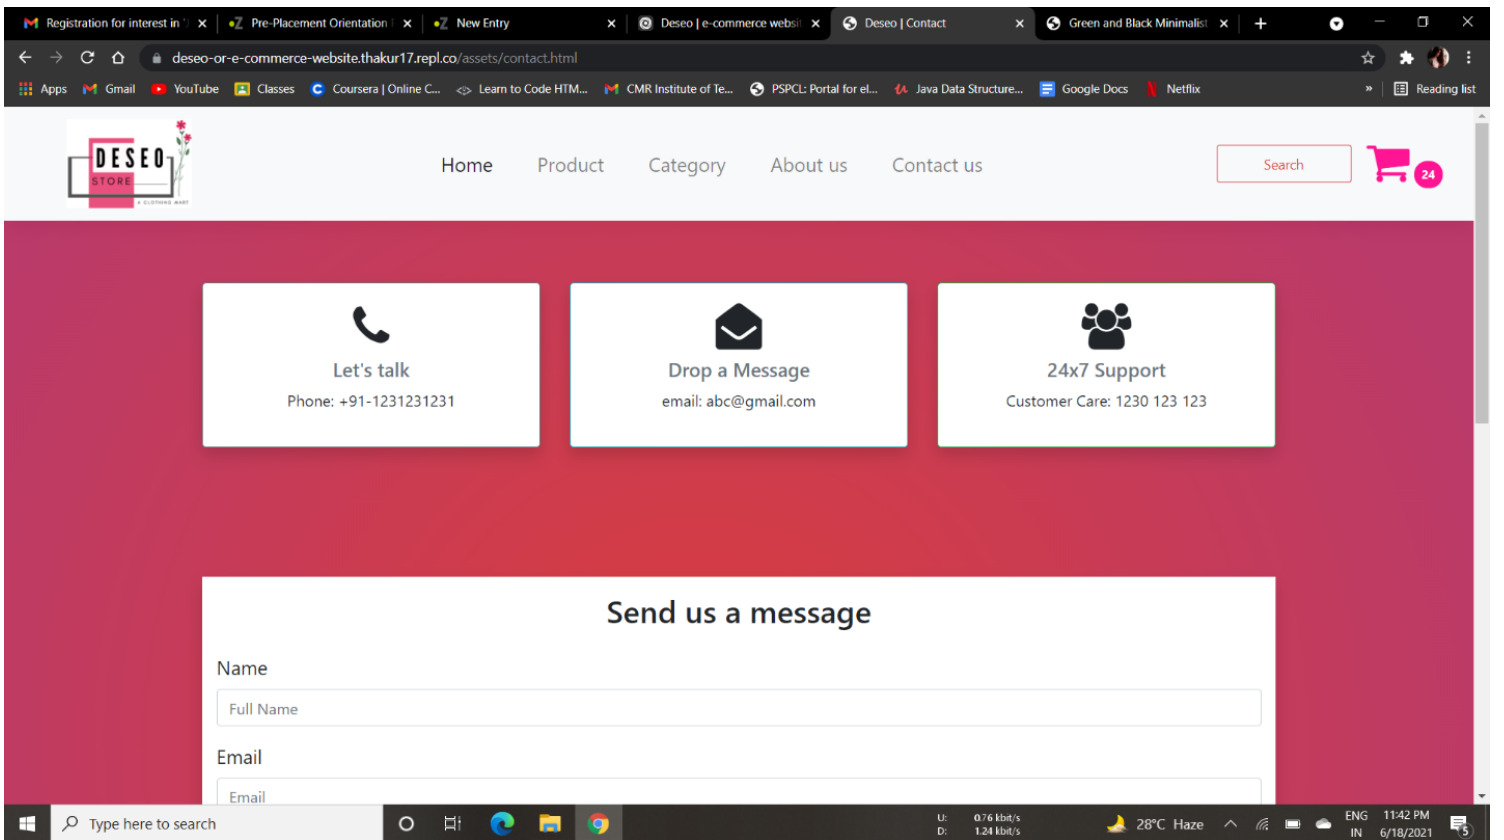 Registration for interest in 'J
Pre-Placement Orientation
New Entry
Deseo | e-commerce websit
Deseo | Contact
Green and Black Minimalist
deseo-or-e-commerce-website.thakur17.repl.co/assets/contact.html
Apps Gmail YouTube Classes Coursera | Online C... Learn to Code HTM... CMR Institute of Te... PSPCL: Portal for el... Java Data Structure... Google Docs Netflix » Reading list
DESEO
STORE
A CLOTHING MART
Home Product Category About us Contact us Search 24
Let's talk
Phone: +91-1231231231
Drop a Message
email: abc@gmail.com
24x7 Support
Customer Care: 1230 123 123
Send us a message
Name
Full Name
Email
Email
Type here to search
U: 0.76 kbit/s
D: 1.24 kbit/s
28°C Haze
ENG
IN
11:42 PM
6/18/2021
5